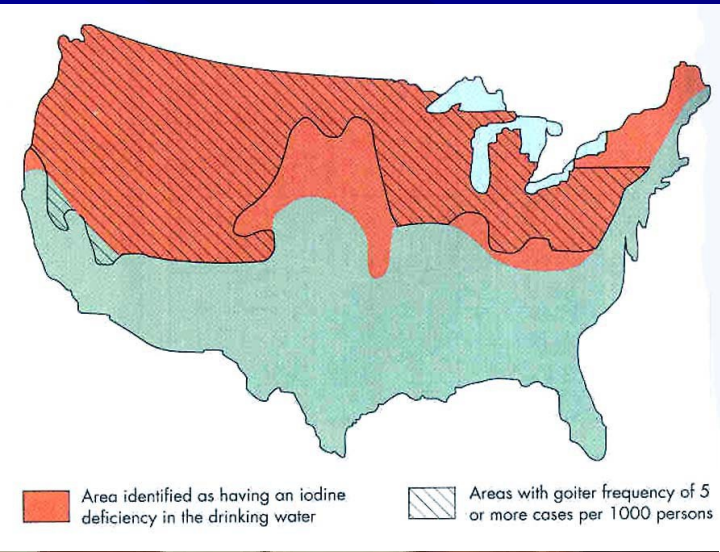 Area identified as having an iodine
deficiency in the drinking water
Areas with goiter frequency of 5
or more cases per 1000 persons